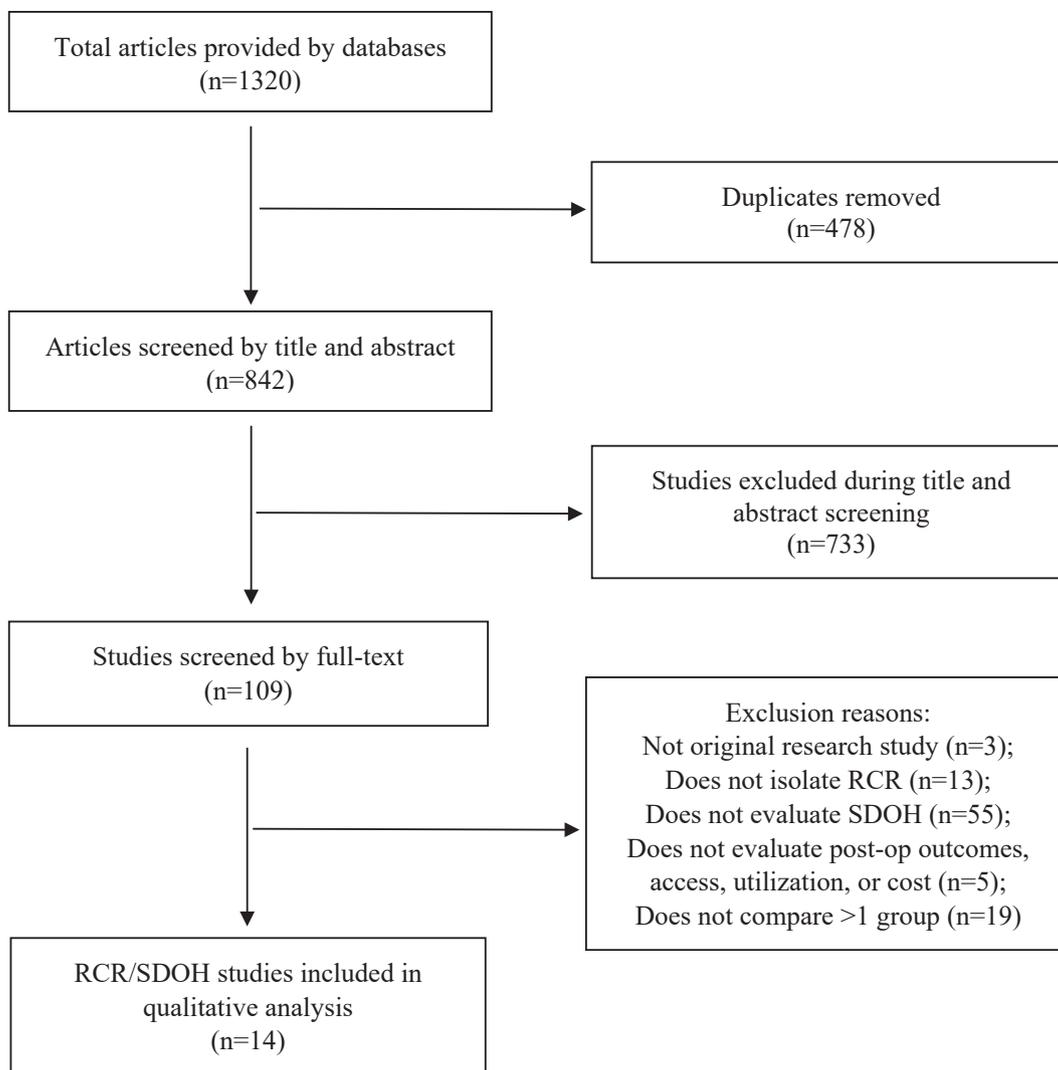 Total articles provided by databases
(n=1320)
Duplicates removed
(n=478)
Articles screened by title and abstract
(n=842)
Studies excluded during title and
abstract screening
(n=733)
Studies screened by full-text
(n=109)
Exclusion reasons:
Not original research study (n=3);
Does not isolate RCR (n=13);
Does not evaluate SDOH (n=55);
Does not evaluate post-op outcomes,
access, utilization, or cost (n=5);
Does not compare >1 group (n=19)
RCR/SDOH studies included in
qualitative analysis
(n=14)